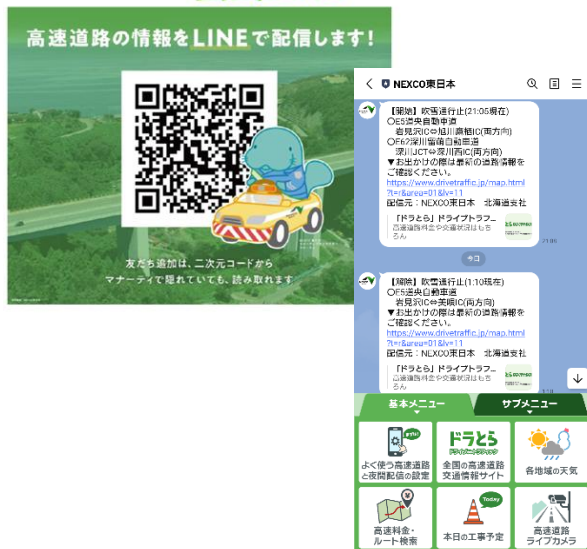 高速道路の情報をLINEで配信します!
友だち追加は、二次元コードから
マナーティで隠れていても、読み取れます
NEXCO東日本
【開始】吹雪通行止(21:05現在)
〇E5道央自動車道
岩見沢IC⇔旭川鷹栖IC(両方向)
〇E62深川留萌自動車道
深川JCT⇔深川西IC(両方向)
▼お出かけの際は最新の道路情報を
ご確認ください。
https://www.drivetraffic.jp/map.html
?t=r&area=01&lv=11
配信元:NEXCO東日本 北海道支社
「ドラとら」ドライブトラフ...
高速道路料金や交通状況はもち
ろん
今日
【解除】吹雪通行止(1:10現在)
〇E5道央自動車道
岩見沢IC⇔美唄IC(両方向)
▼お出かけの際は最新の道路情報を
ご確認ください。
https://www.drivetraffic.jp/map.html
?t=r&area=01&lv=11
配信元:NEXCO東日本 北海道支社
「ドラとら」ドライブトラフ...
高速道路料金や交通状況はもち
ろん
基本メニュー
サブメニュー
よく使う高速道路
と夜間配信の設定
ドラとら
ドライバートラフィック
全国の高速道路
交通情報サイト
各地域の天気
高速料金・
ルート検索
Today
本日の工事予定
高速道路
ライブカメラ